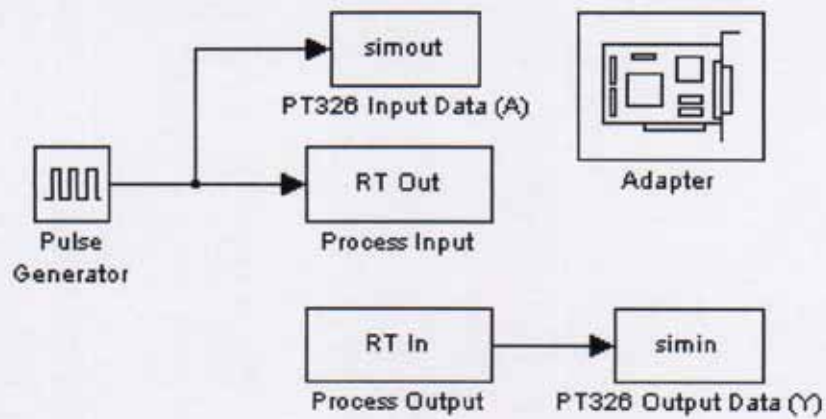 simout
PT326 Input Data (A)
RT Out
Process Input
Pulse
Generator
Adapter
RT In
Process Output
simin
PT326 Output Data (Y)